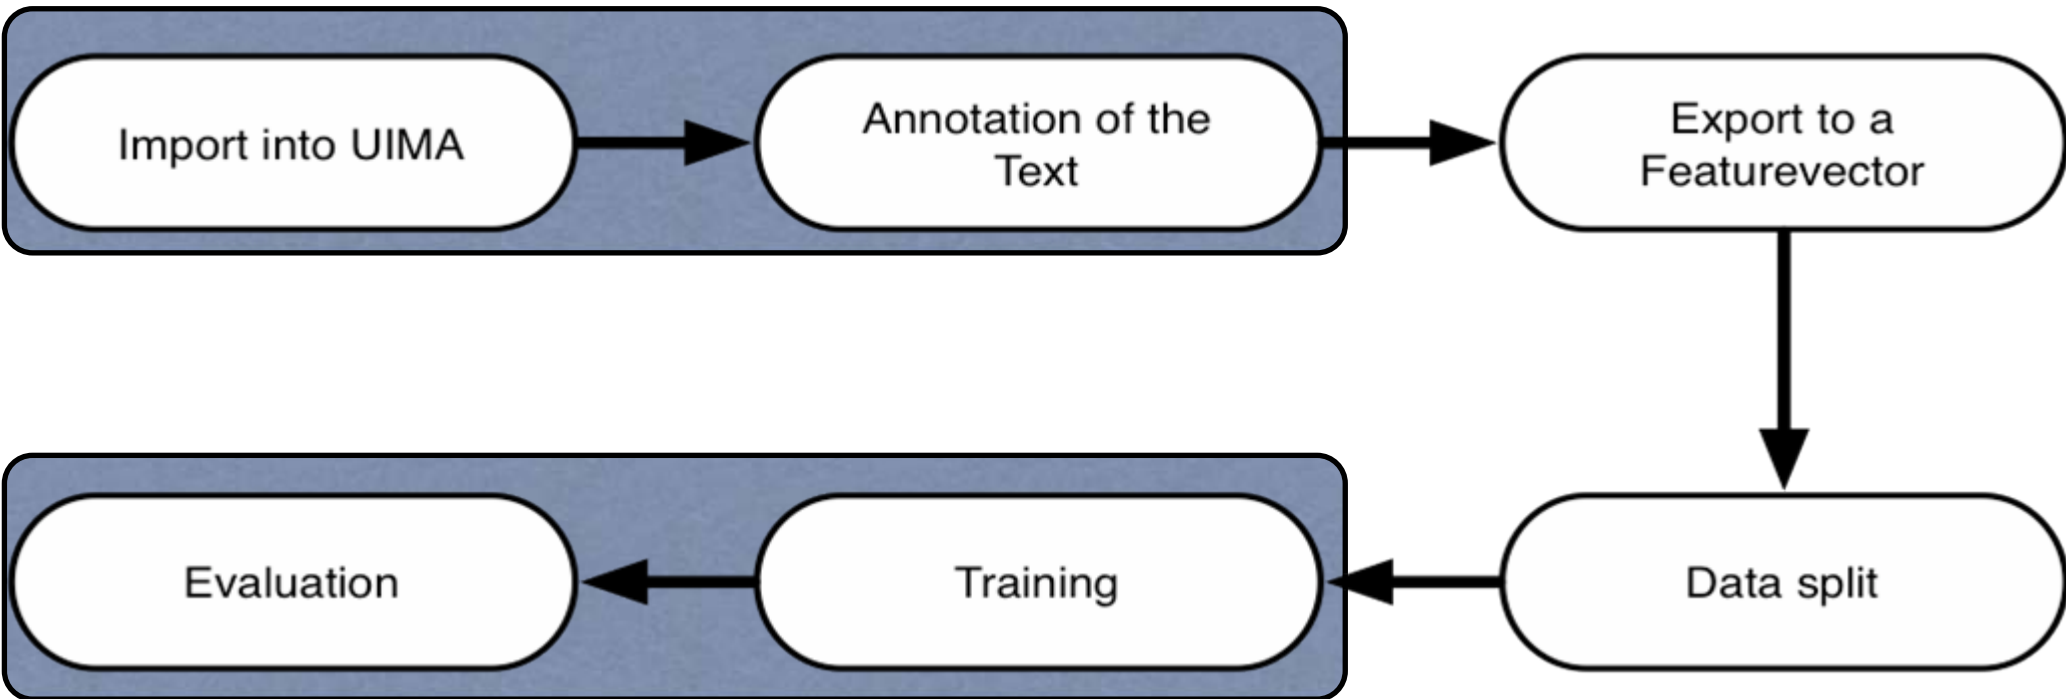 Import into UIMA
Annotation of the
Text
Export to a
Featurevector
Evaluation
Training
Data split